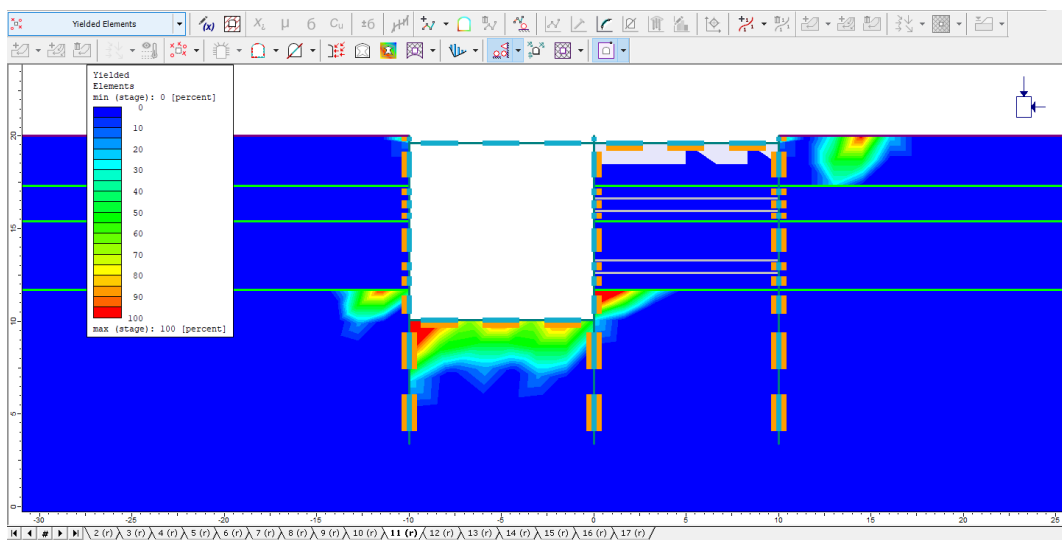 Yielded Elements
(x)
μ
σ
Cu
±σ
Yielded
Elements
min (stage): 0 [percent]
0
10
20
30
40
50
60
70
80
90
100
max (stage): 100 [percent]
20
15
10
5
0
-30
-25
-20
-15
-10
-5
0
5
10
15
20
25
# 2 (r) 3 (r) 4 (r) 5 (r) 6 (r) 7 (r) 8 (r) 9 (r) 10 (r) 11 (r) 12 (r) 13 (r) 14 (r) 15 (r) 16 (r) 17 (r)